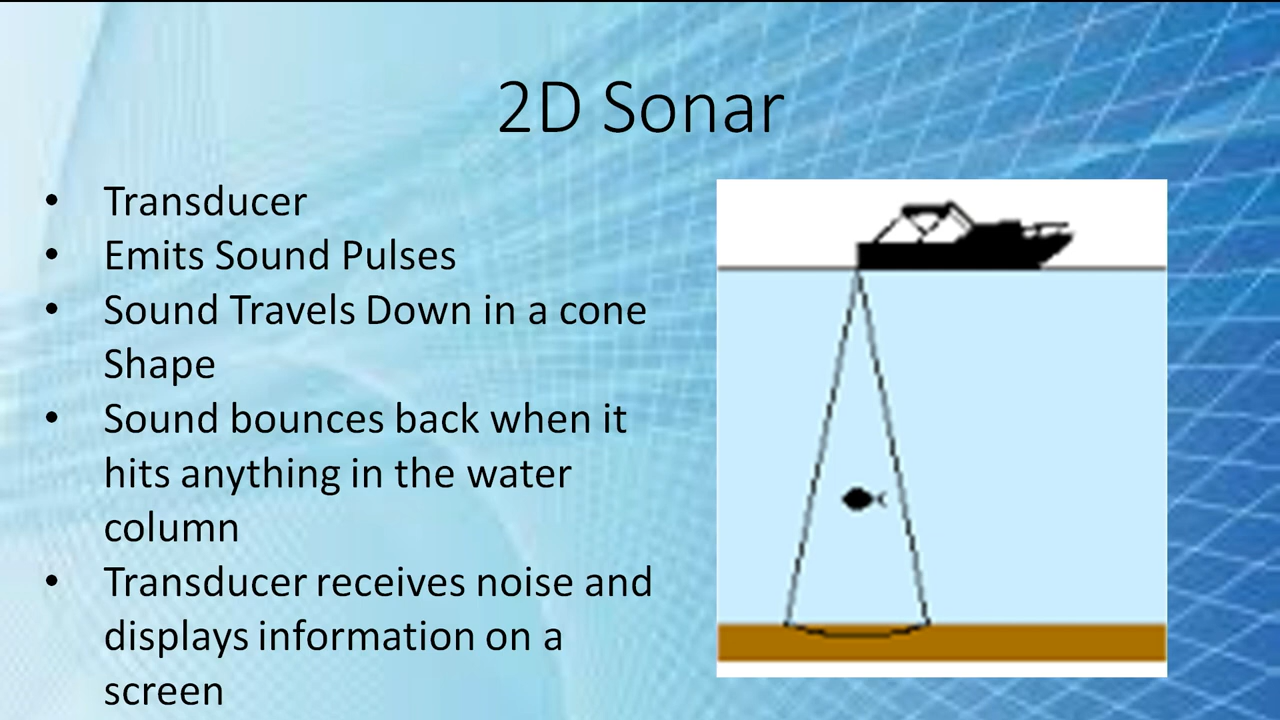 2D Sonar
• Transducer
• Emits Sound Pulses
• Sound Travels Down in a cone
Shape
• Sound bounces back when it
hits anything in the water
column
• Transducer receives noise and
displays information on a
screen